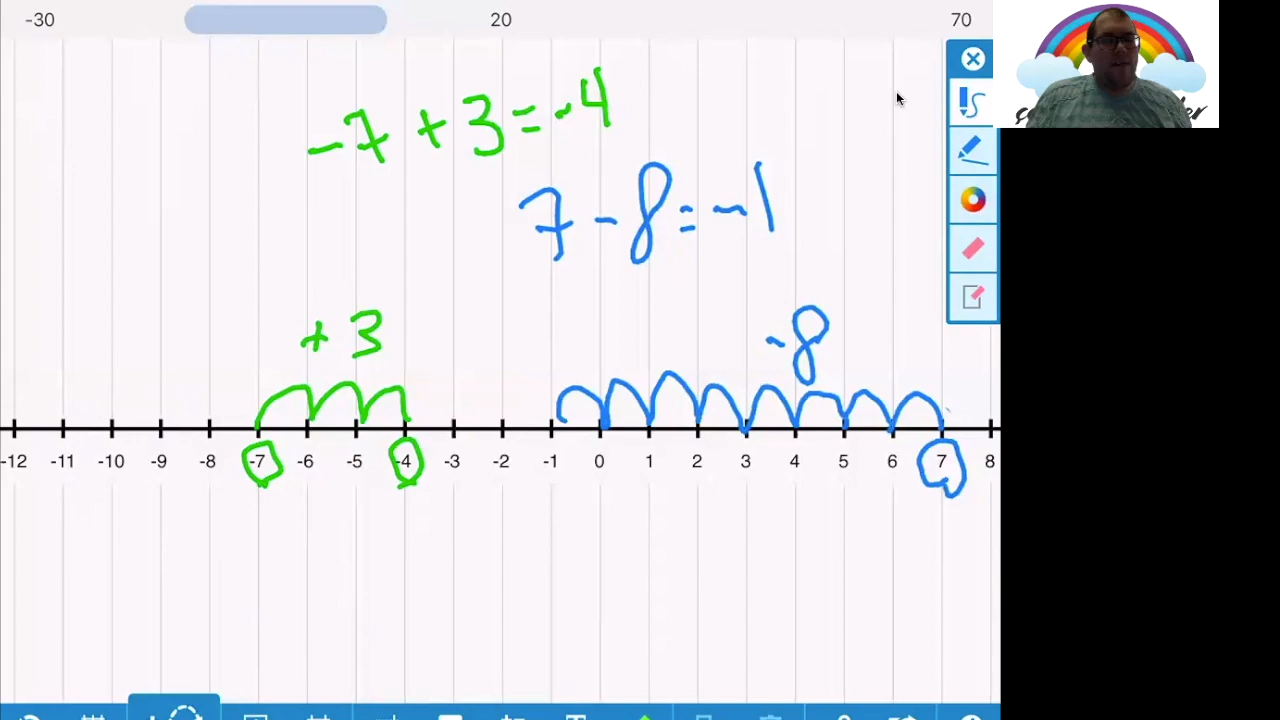 -30 20 70
-7 + 3 = -4
7 - 8 = -1
+ 3
-8
-12 -11 -10 -9 -8 -7 -6 -5 -4 -3 -2 -1 0 1 2 3 4 5 6 7 8